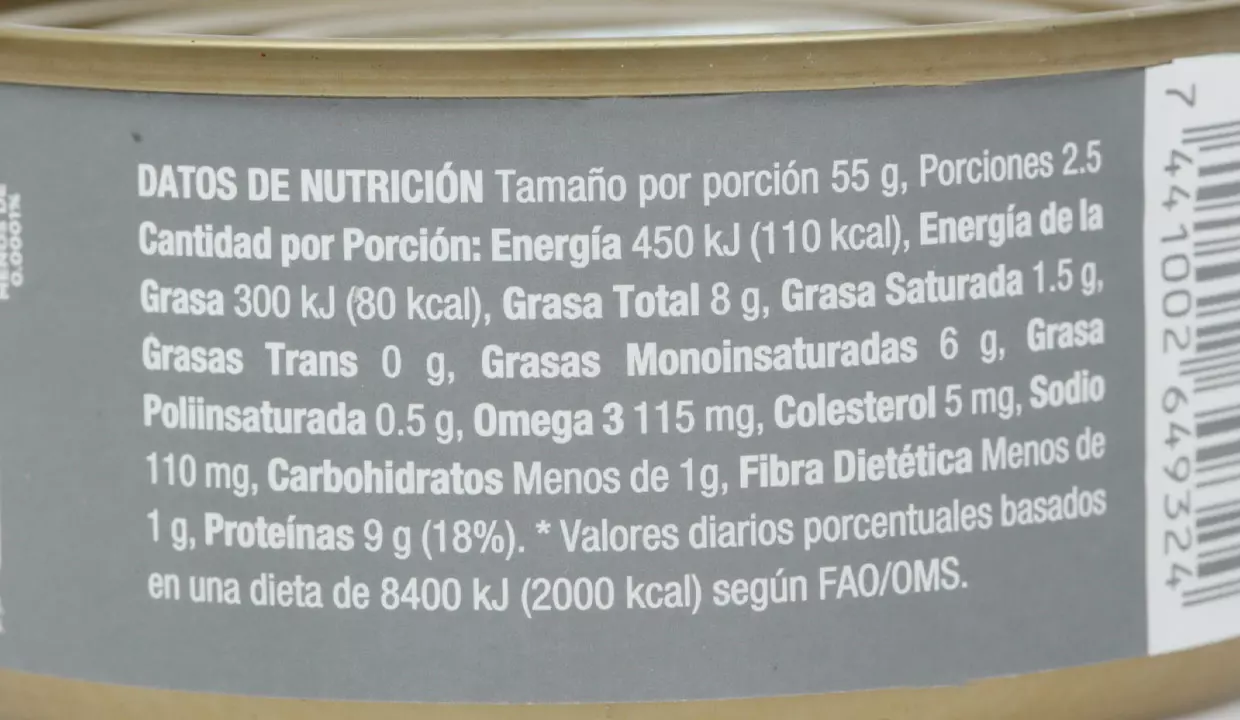 DATOS DE NUTRICIÓN Tamaño por porción 55 g, Porciones 2.5
Cantidad por Porción: Energía 450 kJ (110 kcal), Energía de la
Grasa 300 kJ (80 kcal), Grasa Total 8 g, Grasa Saturada 1.5 g,
Grasas Trans 0 g, Grasas Monoinsaturadas 6 g, Grasa
Poliinsaturada 0.5 g, Omega 3 115 mg, Colesterol 5 mg, Sodio
110 mg, Carbohidratos Menos de 1g, Fibra Dietética Menos de
1 g, Proteínas 9 g (18%). * Valores diarios porcentuales basados
en una dieta de 8400 kJ (2000 kcal) según FAO/OMS.
7 441002 649324
MENOS DE
0.0001%